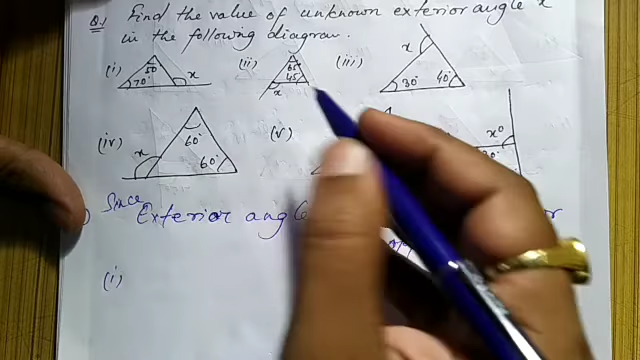 Q.1 Find the value of unknown exterior angle x
in the following diagram.
(i) 50° 70° x (ii) 65° 45° x (iii) x 30° 40°
(iv) x 60° 60° (v) x°
Since Exterior angle
(i)